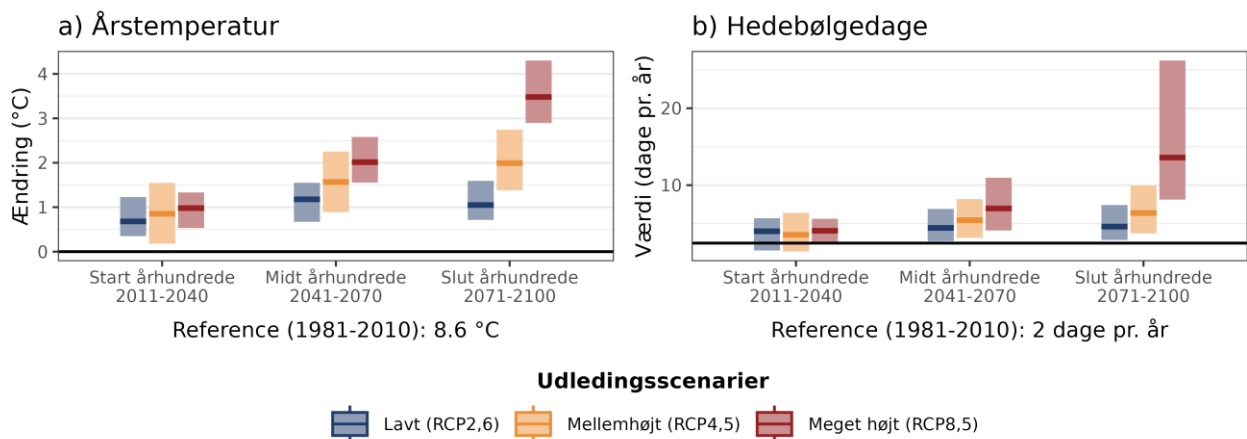 a) Årstemperatur
Ændring (°C)
4
3
2
1
0
Start århundrede
2011-2040
Midt århundrede
2041-2070
Slut århundrede
2071-2100
Reference (1981-2010): 8.6 °C
b) Hedebølgedage
Værdi (dage pr. år)
20
10
Start århundrede
2011-2040
Midt århundrede
2041-2070
Slut århundrede
2071-2100
Reference (1981-2010): 2 dage pr. år
Udledingsscenarier
Lavt (RCP2,6)
Mellemhøjt (RCP4,5)
Meget højt (RCP8,5)